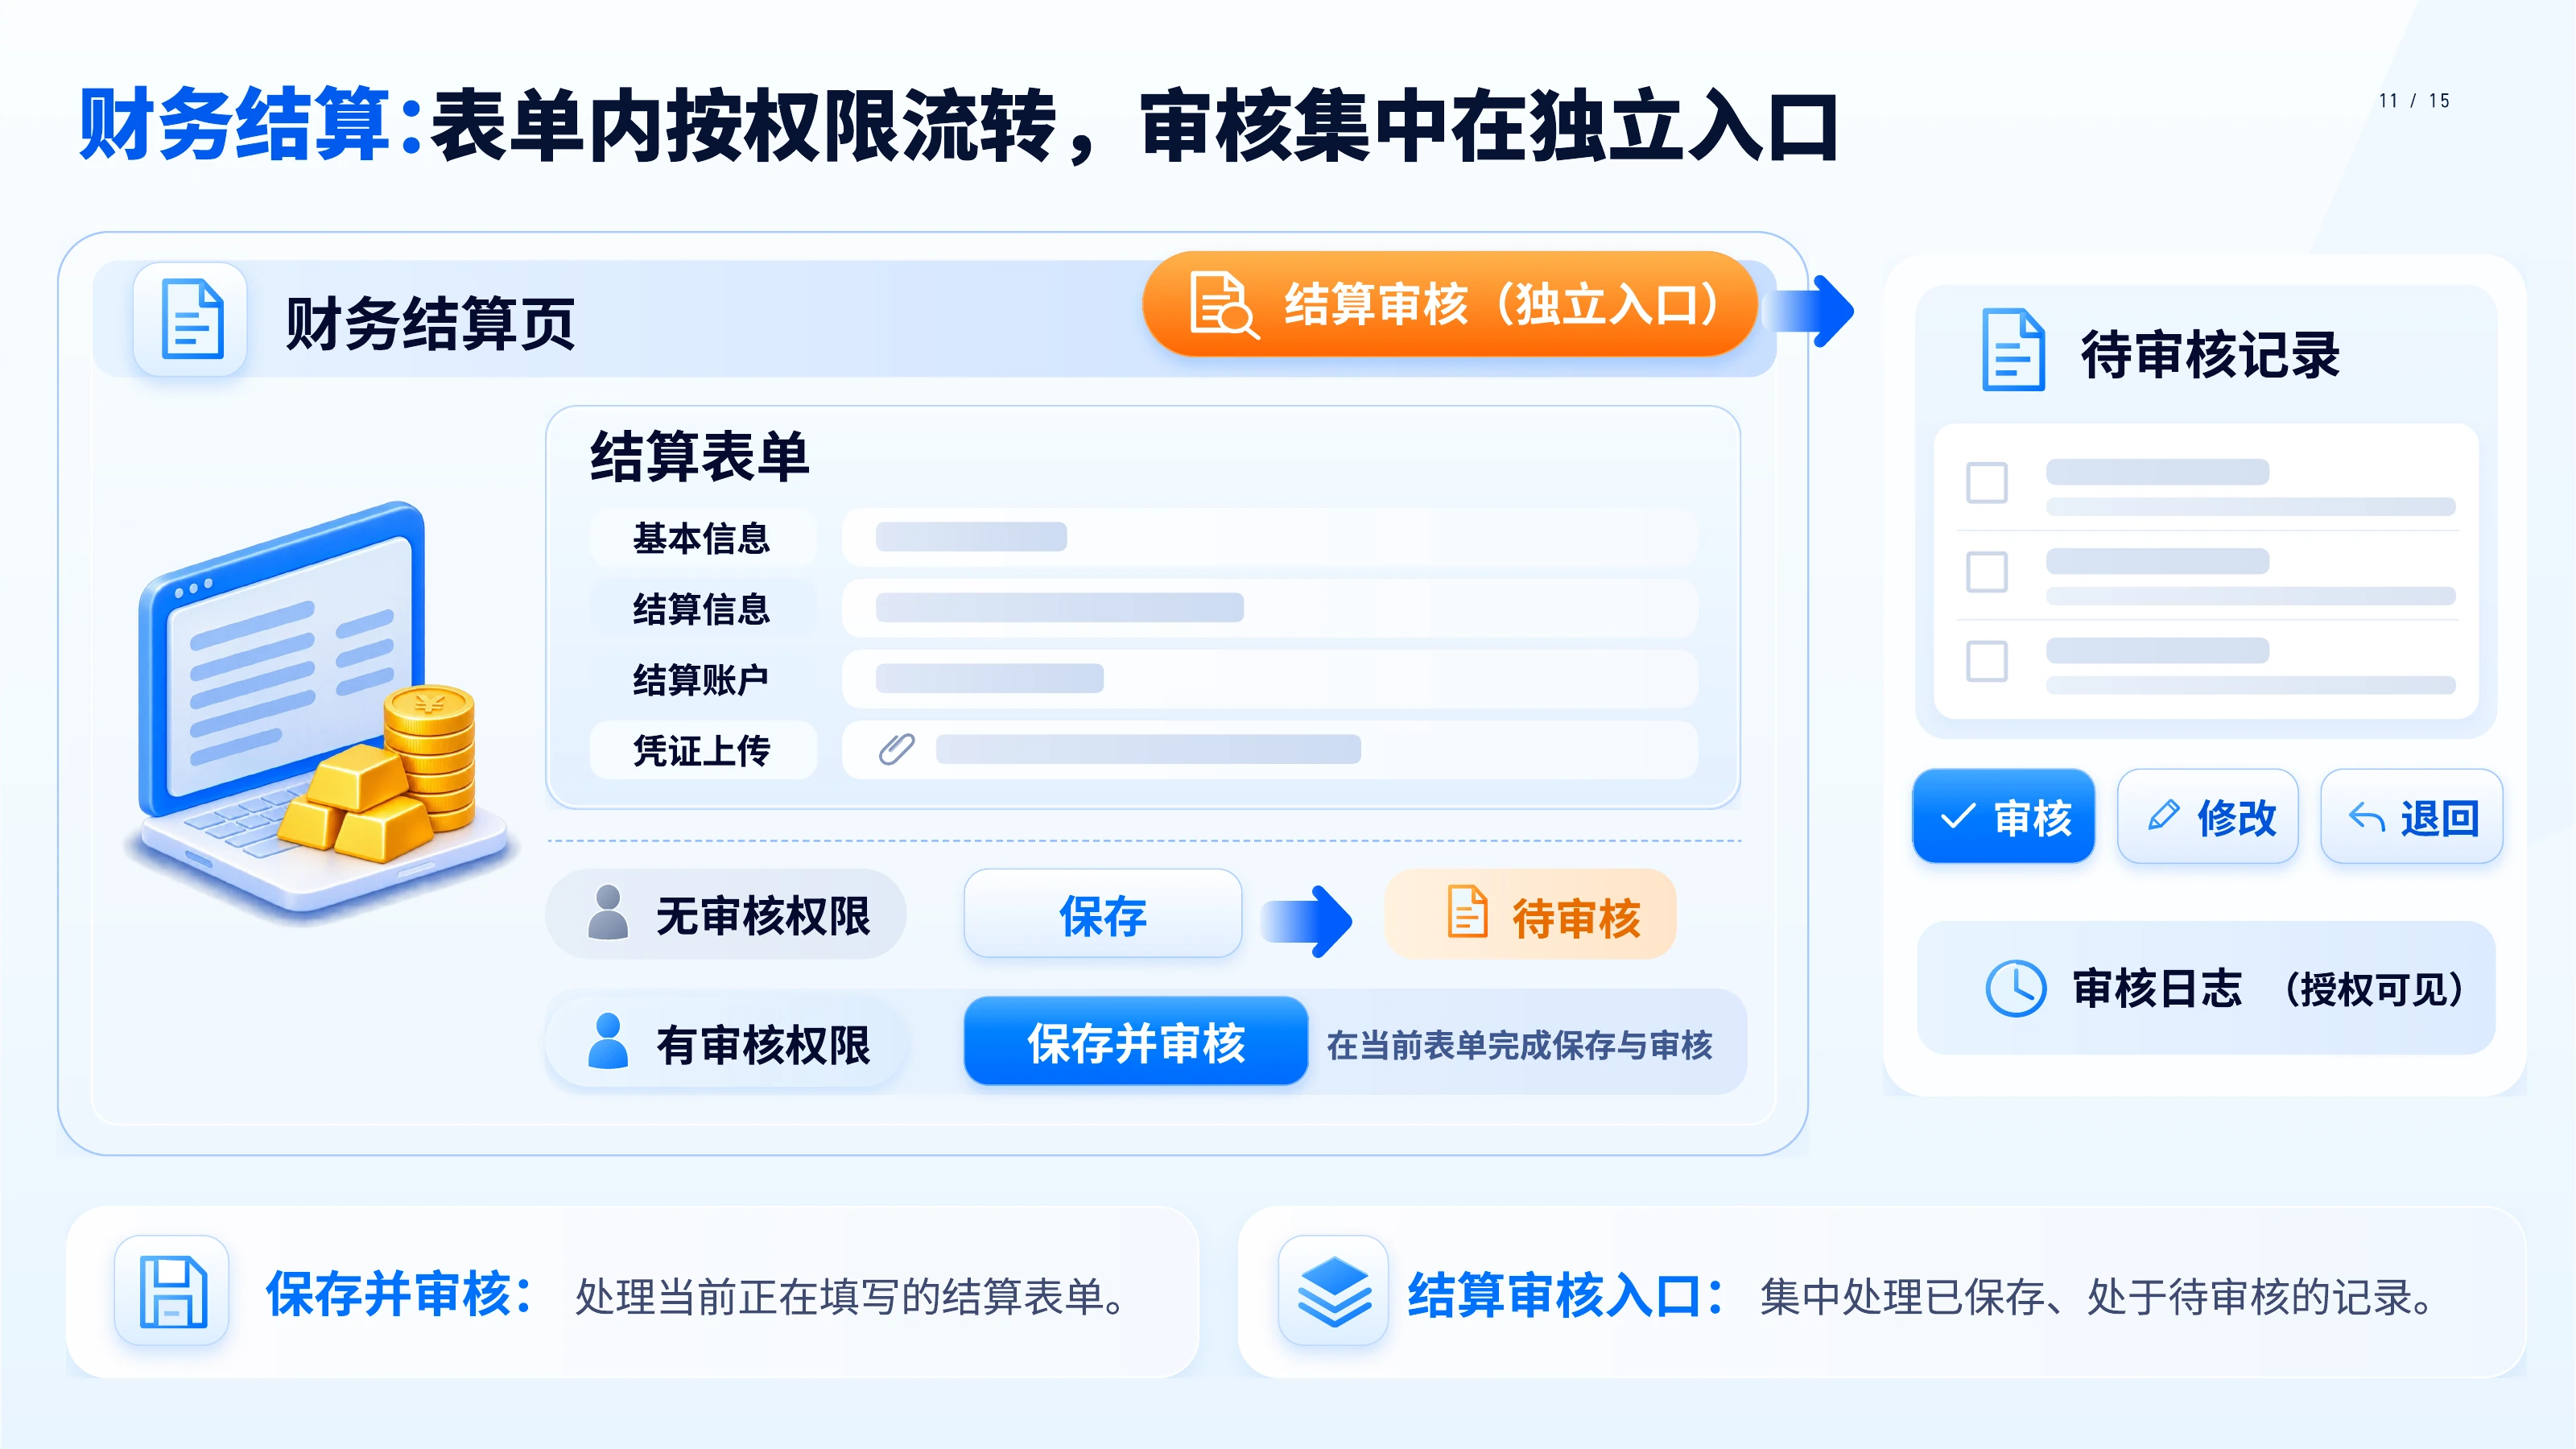 财务结算:表单内按权限流转，审核集中在独立入口
11 / 15
财务结算页
结算审核（独立入口）
结算表单
基本信息
结算信息
结算账户
凭证上传
无审核权限
保存
待审核
有审核权限
保存并审核
在当前表单完成保存与审核
待审核记录
审核
修改
退回
审核日志 （授权可见）
保存并审核： 处理当前正在填写的结算表单。
结算审核入口： 集中处理已保存、处于待审核的记录。